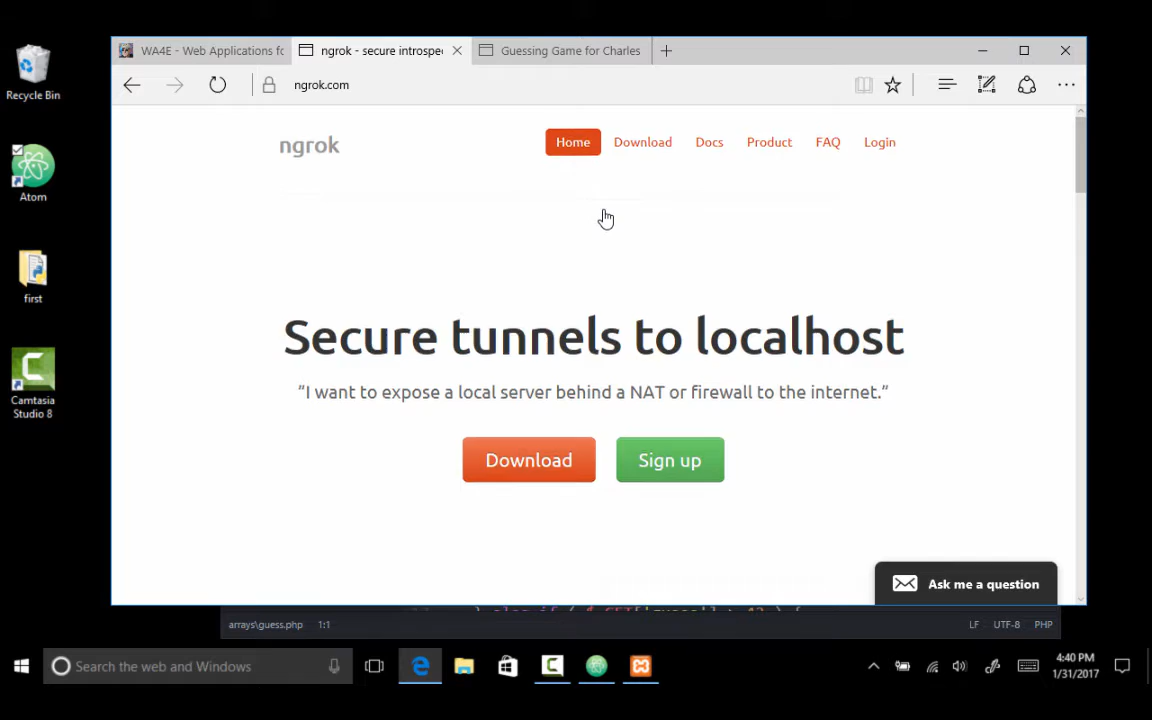 Recycle Bin
Atom
first
Camtasia
Studio 8
WA4E - Web Applications fo
ngrok - secure introspe
Guessing Game for Charles
ngrok.com
ngrok
Home
Download
Docs
Product
FAQ
Login
Secure tunnels to localhost
“I want to expose a local server behind a NAT or firewall to the internet.”
Download
Sign up
Ask me a question
arrays\guess.php
1:1
LF
UTF-8
PHP
Search the web and Windows
4:40 PM
1/31/2017